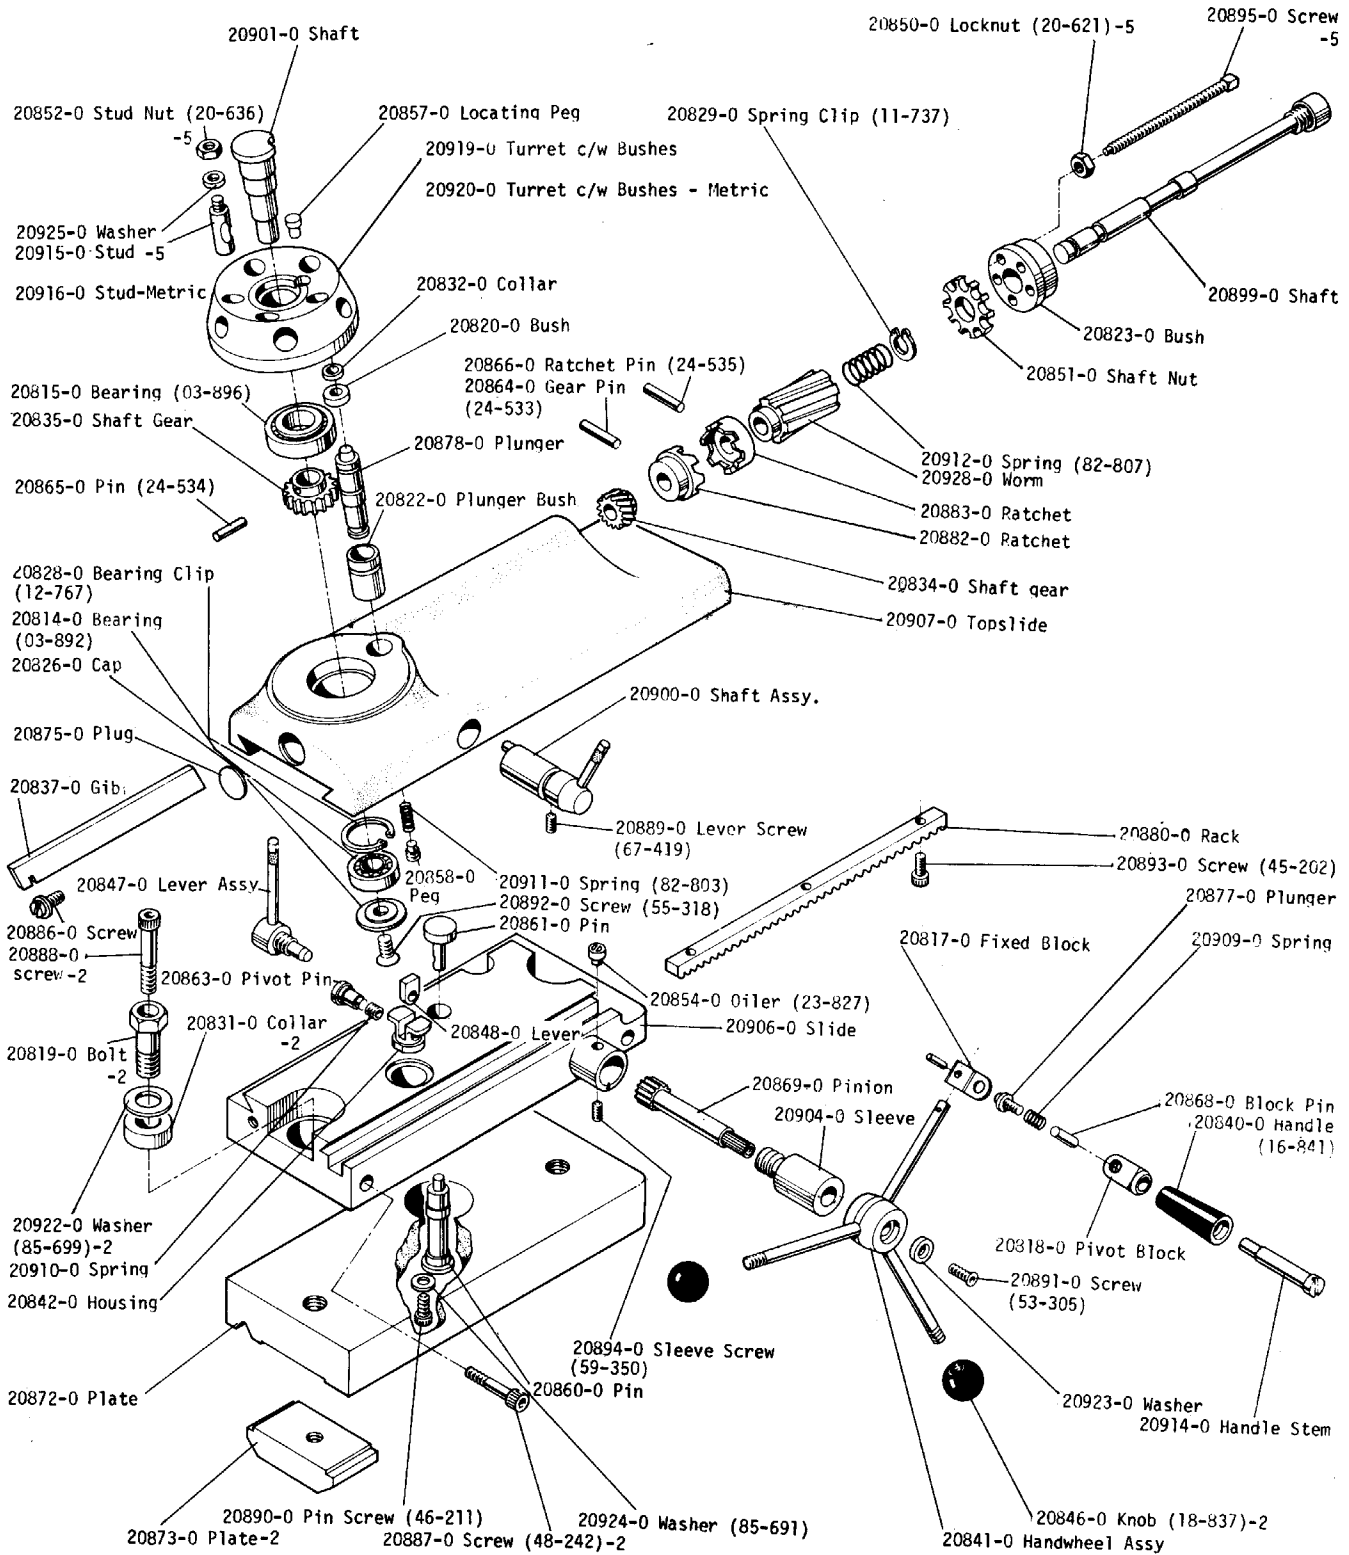 20901-0 Shaft
20850-0 Locknut (20-621)-5
20895-0 Screw
-5
20852-0 Stud Nut (20-636)
-5
20857-0 Locating Peg
20829-0 Spring Clip (11-737)
20919-0 Turret c/w Bushes
20920-0 Turret c/w Bushes - Metric
20925-0 Washer
20915-0 Stud -5
20916-0 Stud-Metric
20832-0 Collar
20820-0 Bush
20899-0 Shaft
20823-0 Bush
20851-0 Shaft Nut
20866-0 Ratchet Pin (24-535)
20864-0 Gear Pin
(24-533)
20815-0 Bearing (03-896)
20835-0 Shaft Gear
20878-0 Plunger
20912-0 Spring (82-807)
20928-0 Worm
20865-0 Pin (24-534)
20822-0 Plunger Bush
20883-0 Ratchet
20882-0 Ratchet
20828-0 Bearing Clip
(12-767)
20834-0 Shaft gear
20814-0 Bearing
(03-892)
20907-0 Topslide
20826-0 Cap
20900-0 Shaft Assy.
20875-0 Plug
20837-0 Gib
20889-0 Lever Screw
(67-419)
20880-0 Rack
20893-0 Screw (45-202)
20847-0 Lever Assy
20858-0
Peg
20911-0 Spring (82-803)
20892-0 Screw (55-318)
20861-0 Pin
20877-0 Plunger
20886-0 Screw
20888-0
screw-2
20817-0 Fixed Block
20909-0 Spring
20863-0 Pivot Pin
20854-0 Oiler (23-827)
20831-0 Collar
-2
20848-0 Lever
20906-0 Slide
20819-0 Bolt
-2
20869-0 Pinion
20904-0 Sleeve
20868-0 Block Pin
20840-0 Handle
(16-841)
20922-0 Washer
(85-699)-2
20910-0 Spring
20842-0 Housing
20818-0 Pivot Block
20891-0 Screw
(53-305)
20894-0 Sleeve Screw
(59-350)
20860-0 Pin
20872-0 Plate
20923-0 Washer
20914-0 Handle Stem
20890-0 Pin Screw (46-211)
20924-0 Washer (85-691)
20846-0 Knob (18-837)-2
20873-0 Plate-2
20887-0 Screw (48-242)-2
20841-0 Handwheel Assy